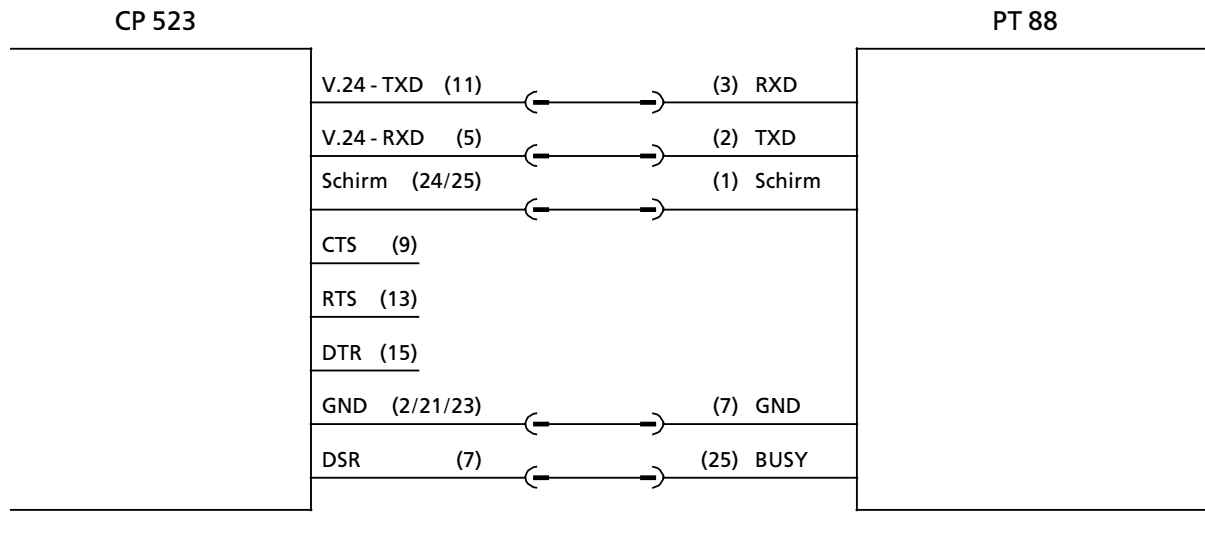 CP 523 PT 88
V.24 - TXD (11) (3) RXD
V.24 - RXD (5) (2) TXD
Schirm (24/25) (1) Schirm
CTS (9)
RTS (13)
DTR (15)
GND (2/21/23) (7) GND
DSR (7) (25) BUSY